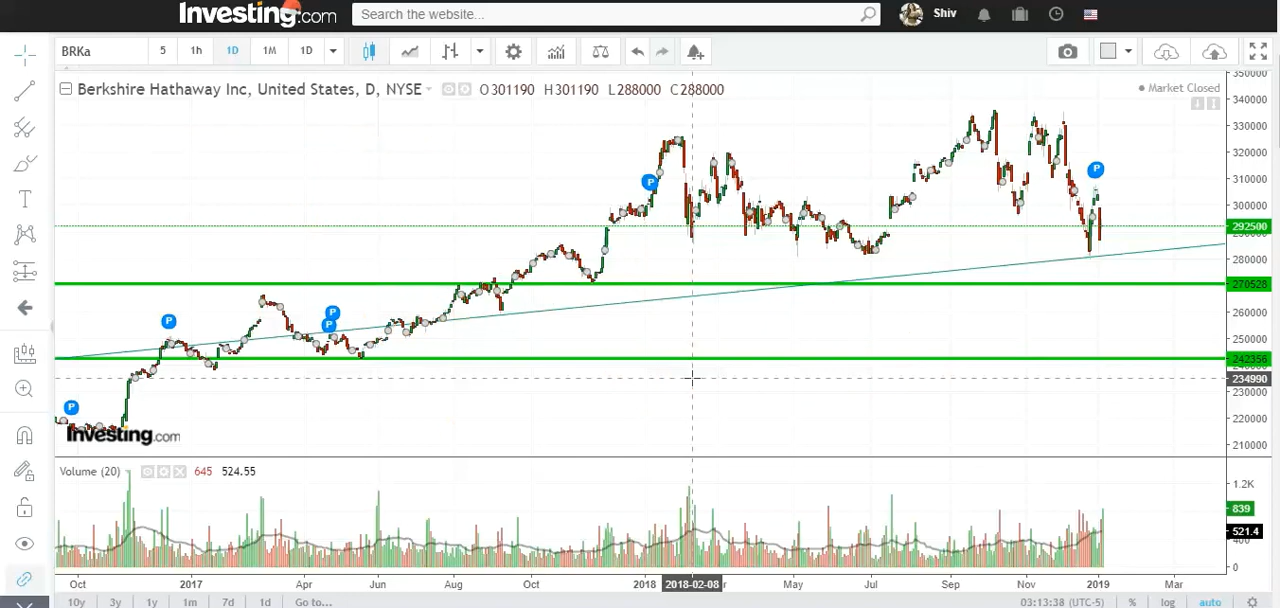 Investing.com
Search the website...
Shiv
BRKa
5
1h
1D
1M
1D
Berkshire Hathaway Inc, United States, D, NYSE
O301190 H301190 L288000 C288000
Market Closed
350000
340000
330000
320000
310000
300000
292500
280000
270528
260000
250000
242356
234990
230000
220000
210000
P
P
P
P
P
P
Investing.com
Volume (20)
645
524.55
1.2K
839
521.4
400
0
Oct
2017
Apr
Jun
Aug
Oct
2018
2018-02-08
May
Jul
Sep
Nov
2019
Mar
10y
3y
1y
1m
7d
1d
Go to...
03:13:38 (UTC-5)
%
log
auto